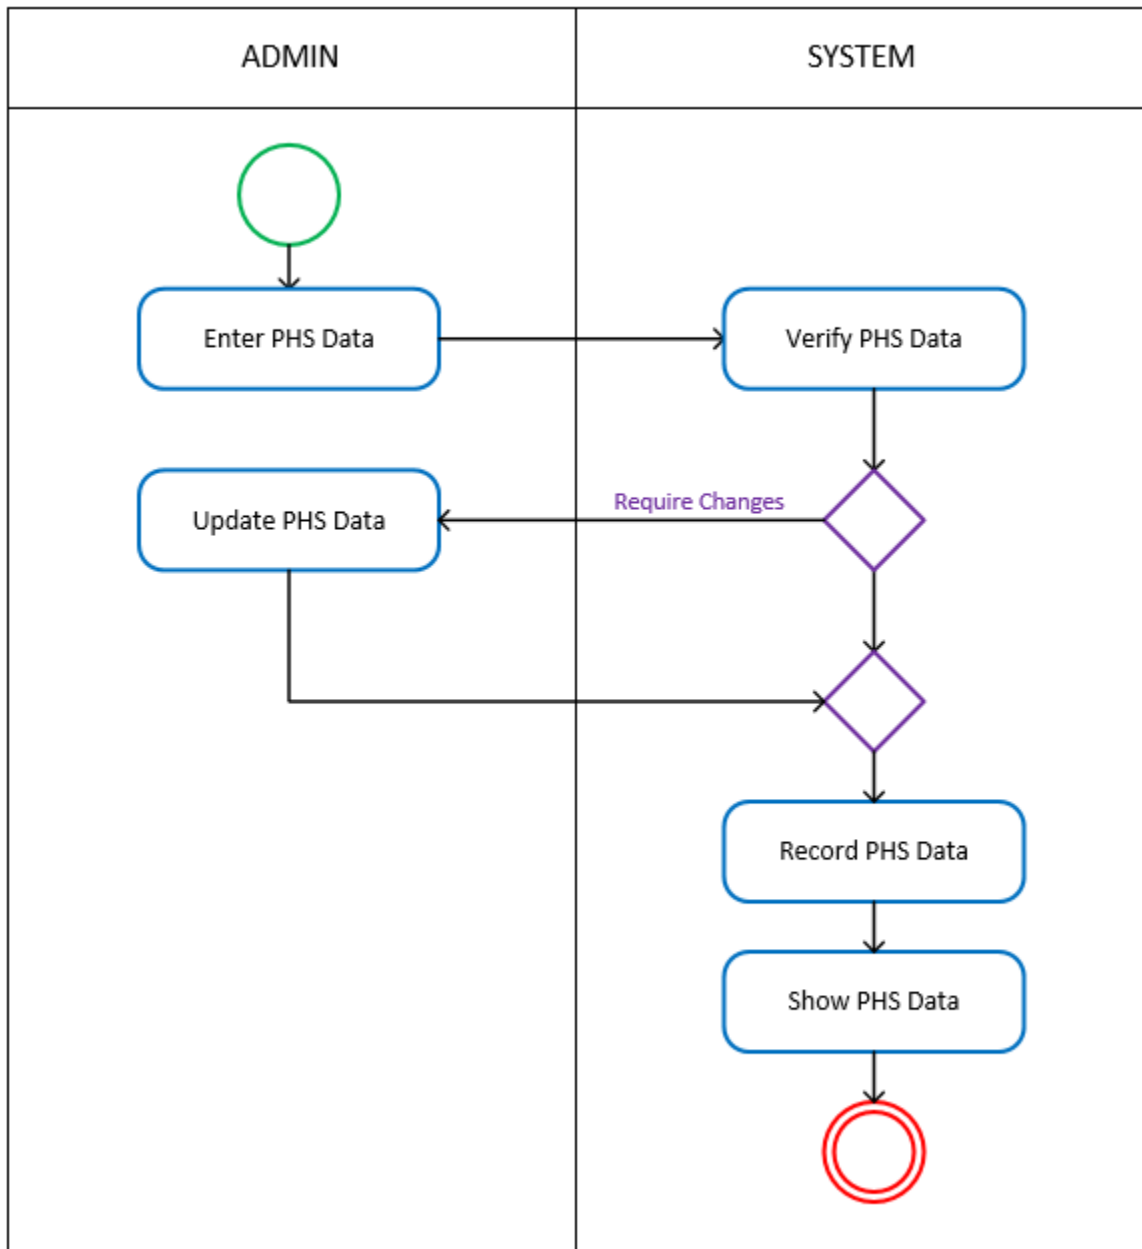 ADMIN
SYSTEM
Enter PHS Data
Verify PHS Data
Require Changes
Update PHS Data
Record PHS Data
Show PHS Data